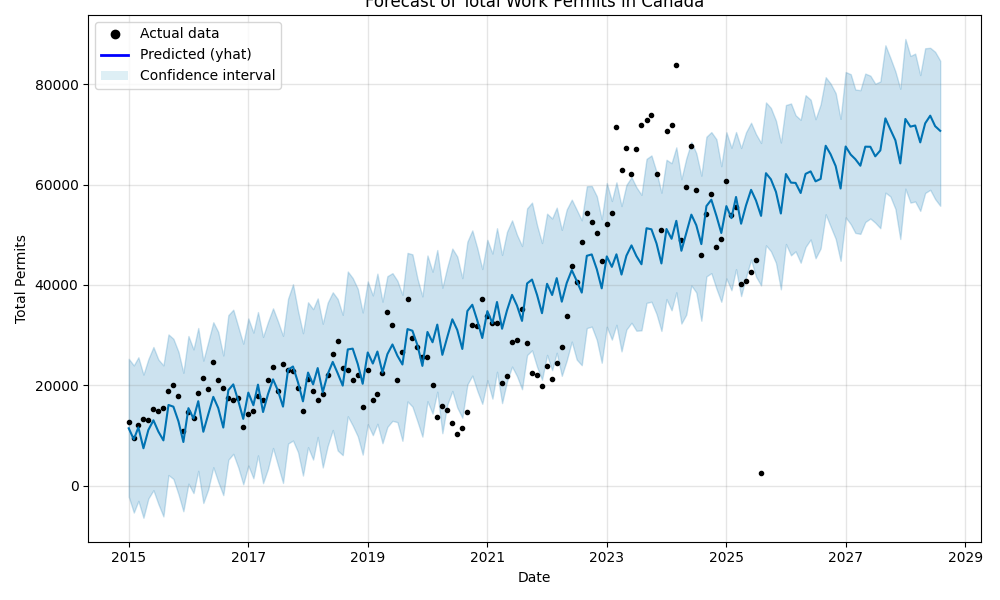 Forecast of Total Work Permits in Canada
Actual data
Predicted (yhat)
Confidence interval
80000
60000
40000
20000
0
Total Permits
2015 2017 2019 2021 2023 2025 2027 2029
Date